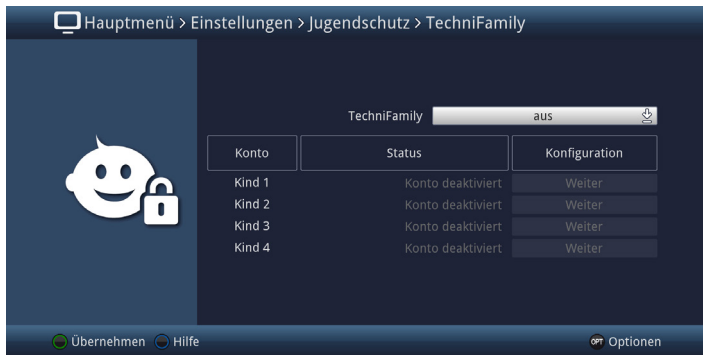 Hauptmenü > Einstellungen > Jugendschutz > TechniFamily
TechniFamily aus
Konto Status Konfiguration
Kind 1 Konto deaktiviert Weiter
Kind 2 Konto deaktiviert Weiter
Kind 3 Konto deaktiviert Weiter
Kind 4 Konto deaktiviert Weiter
Übernehmen Hilfe OPT Optionen